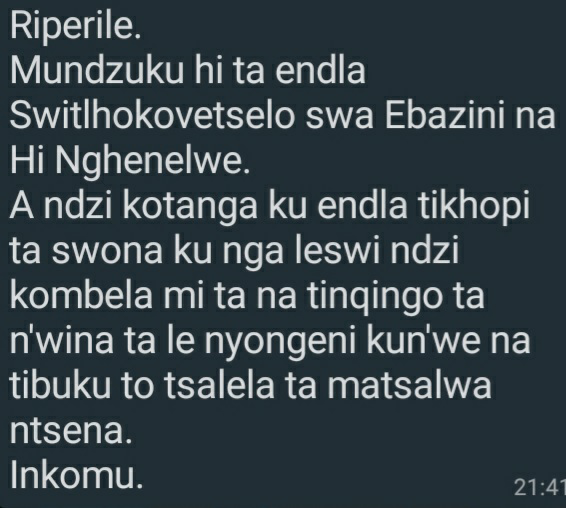 Riperile.
Mundzuku hi ta endla
Switlhokovetselo swa Ebazini na
Hi Nghenelwe.
A ndzi kotanga ku endla tikhopi
ta swona ku nga leswi ndzi
kombela mi ta na tinqingo ta
n'wina ta le nyongeni kun'we na
tibuku to tsalela ta matsalwa
ntsena.
Inkomu.
21:41